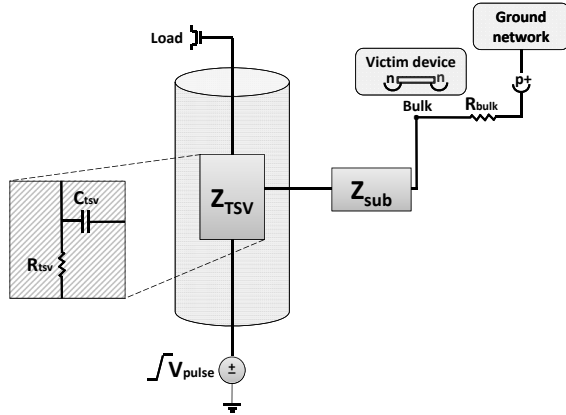 Load
Ground
network
Victim device
n n
p+
Bulk
Rbulk
ZTSV
Zsub
Ctsv
Rtsv
Vpulse
±